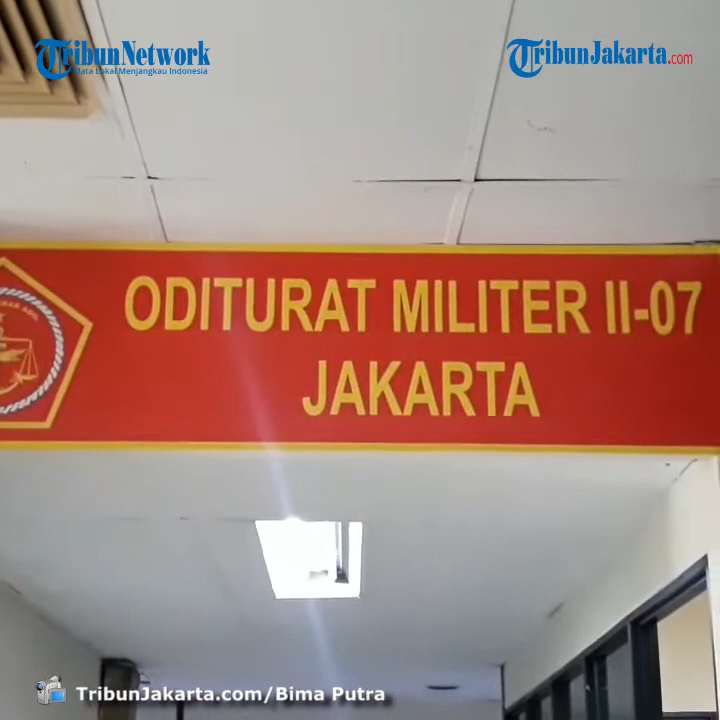 TribunNetwork
Mata Lokal Menjangkau Indonesia
TribunJakarta.com
ODITURAT MILITER II-07
JAKARTA
TribunJakarta.com/Bima Putra